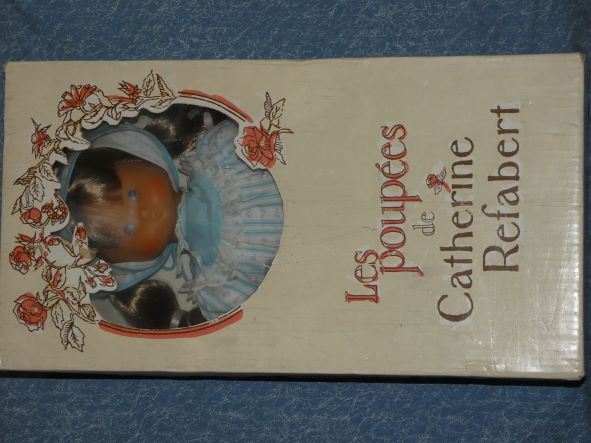 Les
poupées
de
Catherine
Refabert